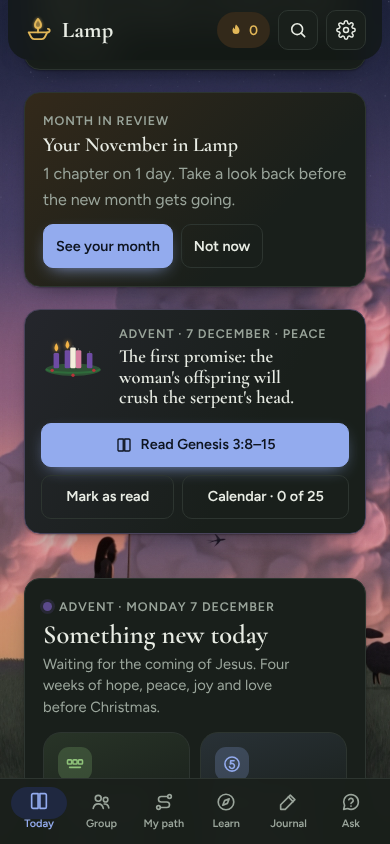 Lamp
0
MONTH IN REVIEW
Your November in Lamp
1 chapter on 1 day. Take a look back before
the new month gets going.
See your month
Not now
ADVENT · 7 DECEMBER · PEACE
The first promise: the
woman's offspring will
crush the serpent's head.
Read Genesis 3:8–15
Mark as read
Calendar · 0 of 25
ADVENT · MONDAY 7 DECEMBER
Something new today
Waiting for the coming of Jesus. Four
weeks of hope, peace, joy and love
before Christmas.
5
Today
Group
My path
Learn
Journal
Ask